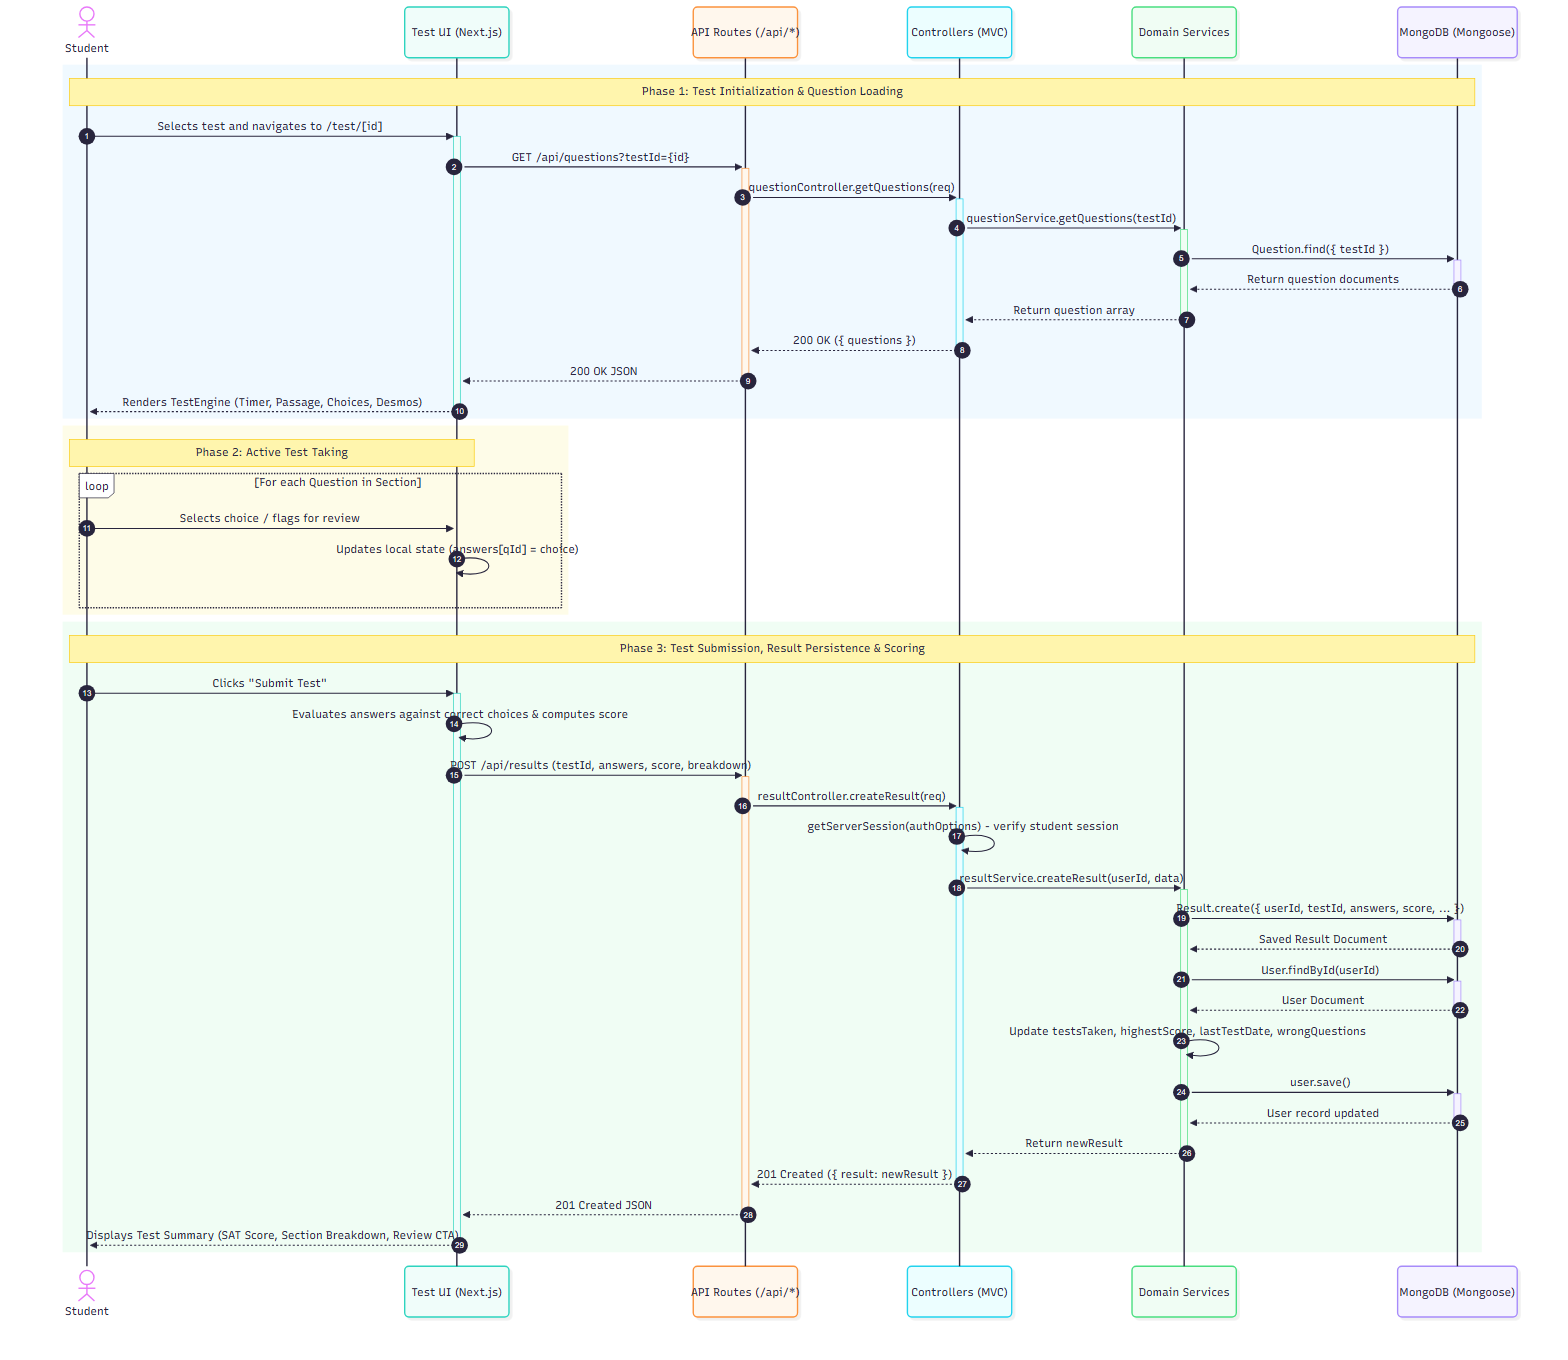 Student
Test UI (Next.js)
API Routes (/api/*)
Controllers (MVC)
Domain Services
MongoDB (Mongoose)
Phase 1: Test Initialization & Question Loading
1
Selects test and navigates to /test/[id]
2
GET /api/questions?testId={id}
3
questionController.getQuestions(req)
4
questionService.getQuestions(testId)
5
Question.find({ testId })
Return question documents
6
Return question array
7
200 OK ({ questions })
8
200 OK JSON
9
Renders TestEngine (Timer, Passage, Choices, Desmos)
10
Phase 2: Active Test Taking
loop
[For each Question in Section]
11
Selects choice / flags for review
Updates local state (answers[qId] = choice)
12
Phase 3: Test Submission, Result Persistence & Scoring
13
Clicks "Submit Test"
Evaluates answers against correct choices & computes score
14
15
POST /api/results (testId, answers, score, breakdown)
16
resultController.createResult(req)
getServerSession(authOptions) - verify student session
17
18
resultService.createResult(userId, data)
19
Result.create({ userId, testId, answers, score, ... })
Saved Result Document
20
21
User.findById(userId)
User Document
22
Update testsTaken, highestScore, lastTestDate, wrongQuestions
23
24
user.save()
User record updated
25
Return newResult
26
201 Created ({ result: newResult })
27
201 Created JSON
28
Displays Test Summary (SAT Score, Section Breakdown, Review CTA)
29
Student
Test UI (Next.js)
API Routes (/api/*)
Controllers (MVC)
Domain Services
MongoDB (Mongoose)